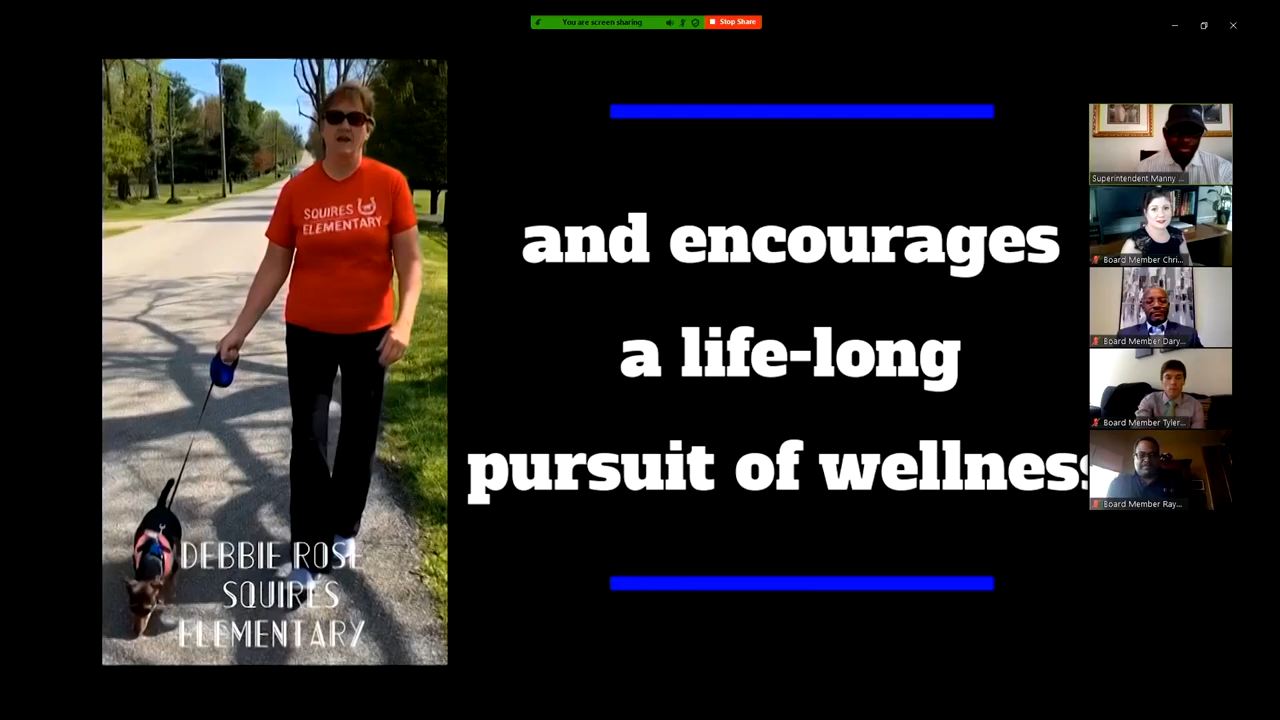 You are screen sharing
Stop Share
SQUIRES
ELEMENTARY
DEBBIE ROSE
SQUIRES
ELEMENTARY
and encourages
a life-long
pursuit of wellness
Superintendent Manny ...
Board Member Chri...
Board Member Dary...
Board Member Tyler...
Board Member Ray...